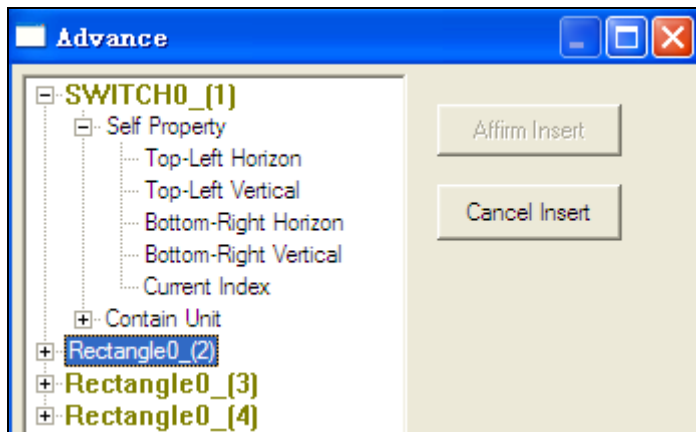 Advance
SWITCH0_(1)
Self Property
Top-Left Horizon
Top-Left Vertical
Bottom-Right Horizon
Bottom-Right Vertical
Current Index
Contain Unit
Rectangle0_(2)
Rectangle0_(3)
Rectangle0_(4)
Affirm Insert
Cancel Insert